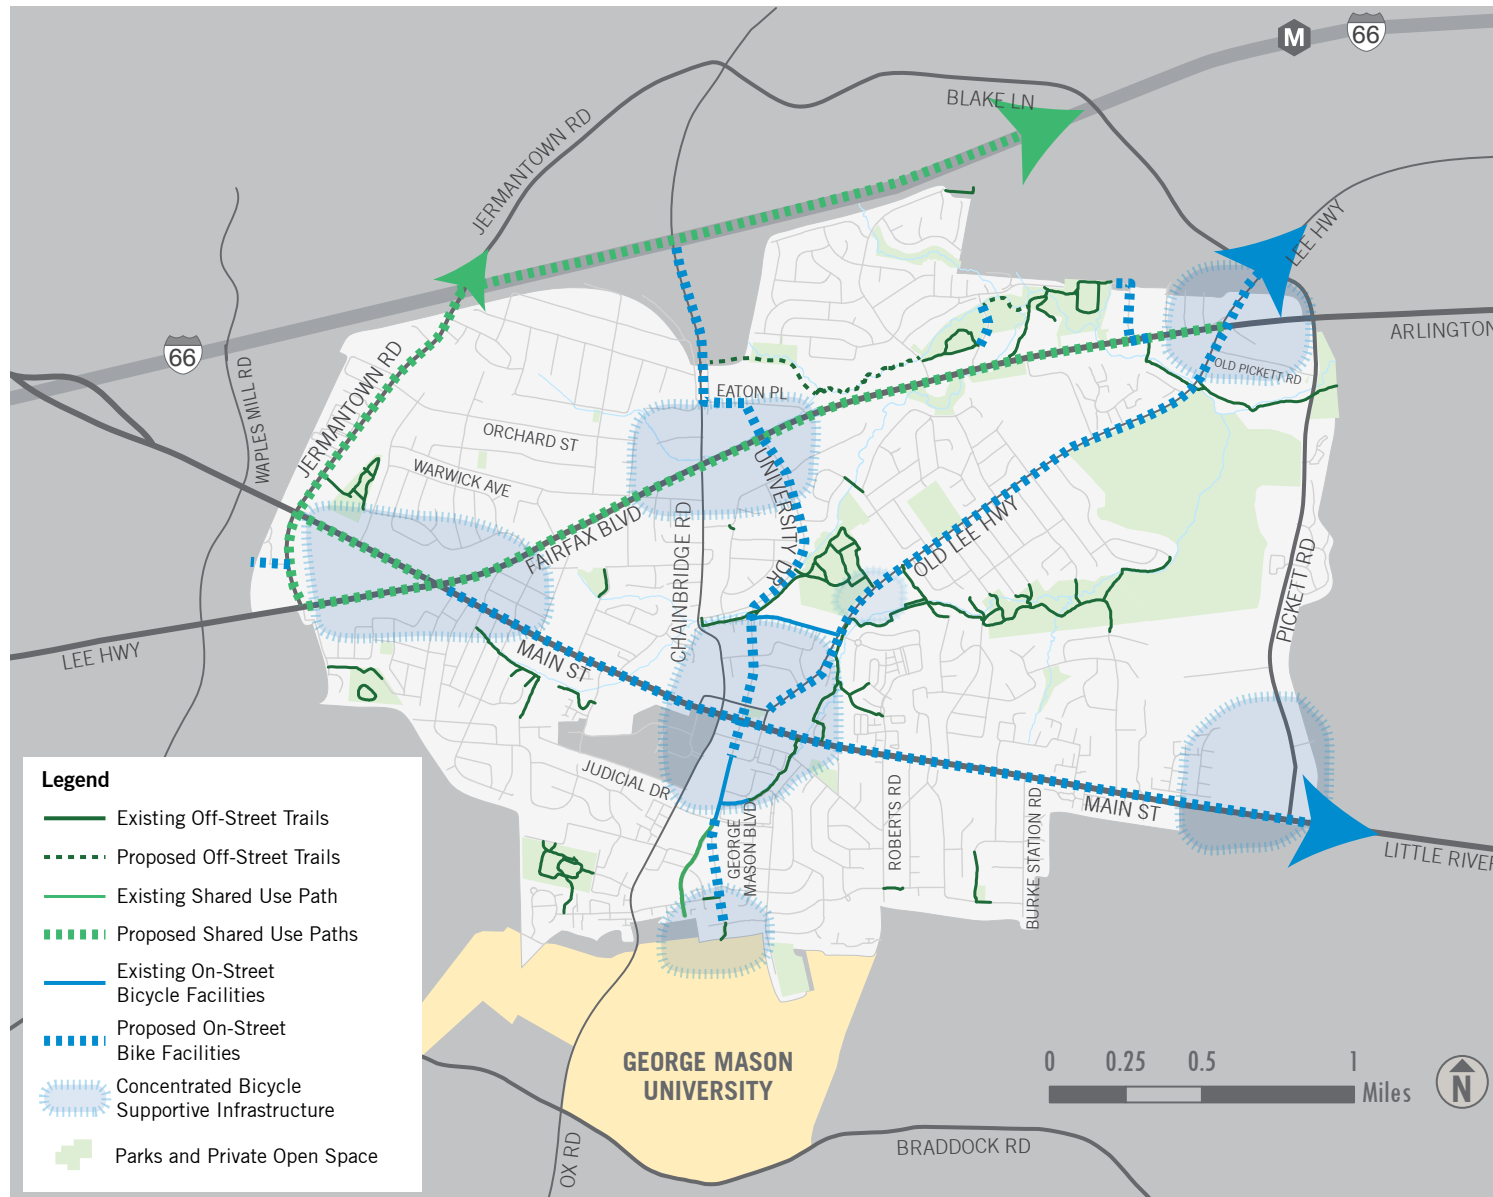 M
66
BLAKE LN
JERMANTOWN RD
LEE HWY
ARLINGTON
66
OLD PICKETT RD
JERMANTOWN RD
WAPLES MILL RD
EATON PL
ORCHARD ST
WARWICK AVE
UNIVERSITY DR
FAIRFAX BLVD
CHAINBRIDGE RD
OLD LEE HWY
PICKETT RD
LEE HWY
MAIN ST
JUDICIAL DR
MAIN ST
GEORGE
MASON BLVD
ROBERTS RD
BURKE STATION RD
LITTLE RIVER
Legend
Existing Off-Street Trails
Proposed Off-Street Trails
Existing Shared Use Path
Proposed Shared Use Paths
Existing On-Street
Bicycle Facilities
Proposed On-Street
Bike Facilities
Concentrated Bicycle
Supportive Infrastructure
Parks and Private Open Space
GEORGE MASON
UNIVERSITY
0 0.25 0.5 1
Miles
N
OX RD
BRADDOCK RD